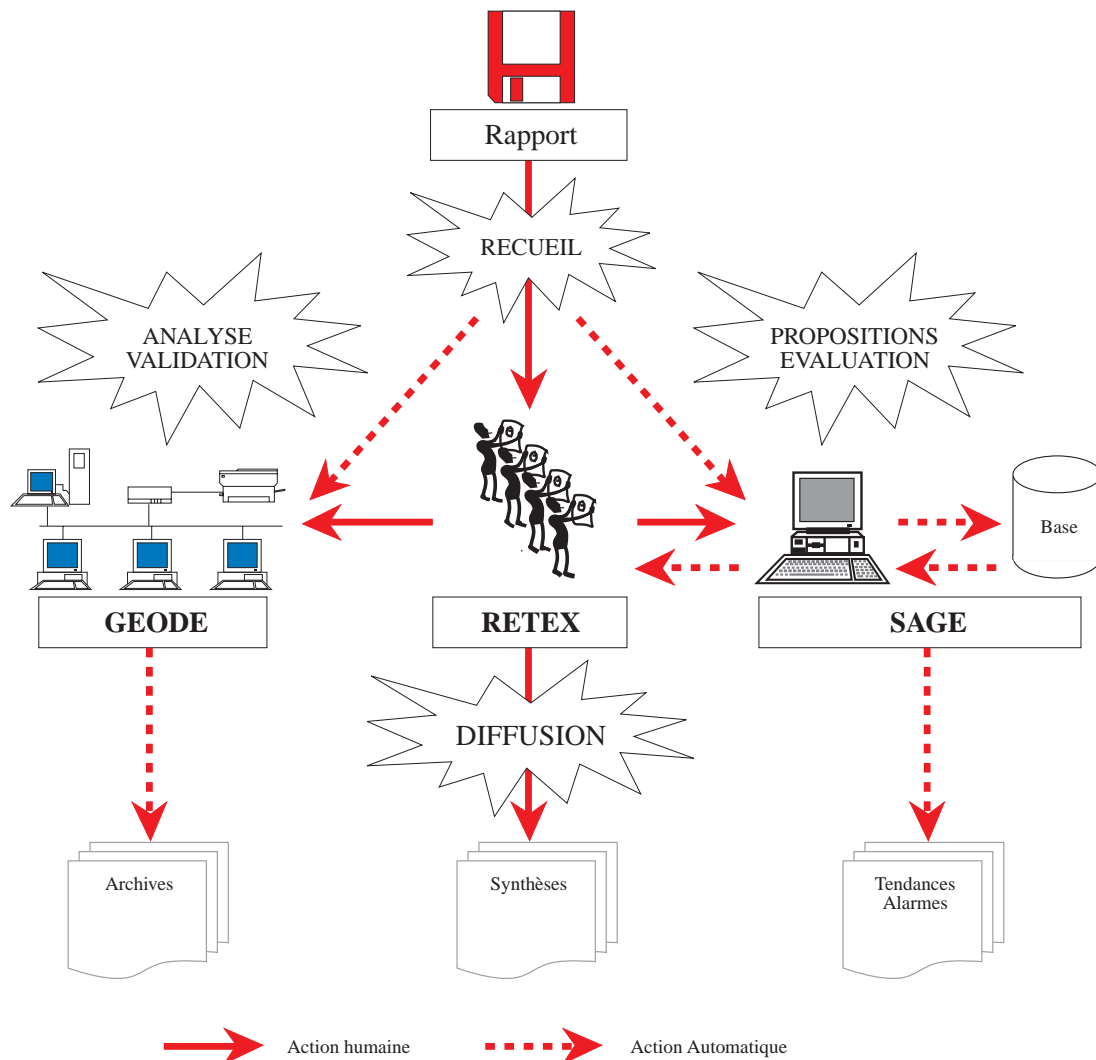 Rapport
RECUEIL
ANALYSE
VALIDATION
PROPOSITIONS
EVALUATION
Base
GEODE
RETEX
SAGE
DIFFUSION
Archives
Synthèses
Tendances
Alarmes
Action humaine
Action Automatique